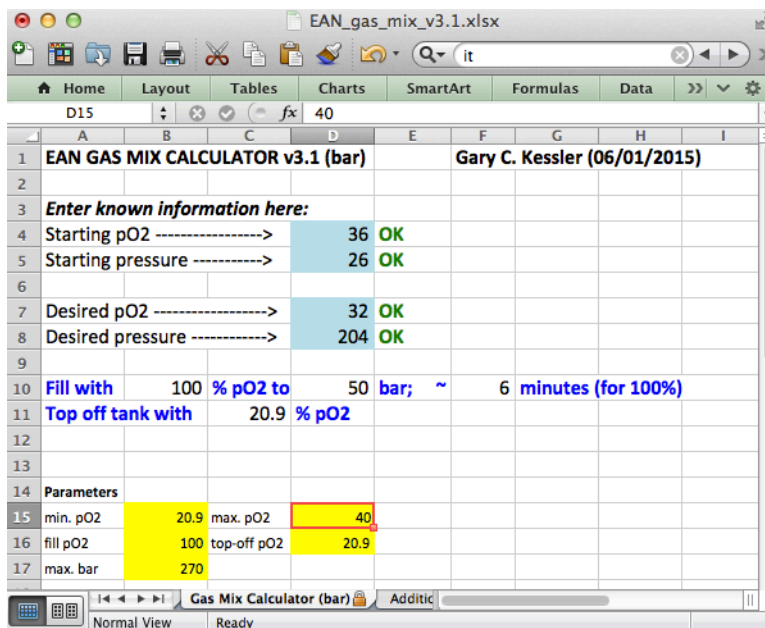 EAN_gas_mix_v3.1.xlsx
it
Home Layout Tables Charts SmartArt Formulas Data
D15 fx 40
A B C D E F G H I
1 EAN GAS MIX CALCULATOR v3.1 (bar) Gary C. Kessler (06/01/2015)
2
3 Enter known information here:
4 Starting pO2 -----------------> 36 OK
5 Starting pressure -----------> 26 OK
6
7 Desired pO2 ------------------> 32 OK
8 Desired pressure ------------> 204 OK
9
10 Fill with 100 % pO2 to 50 bar; ~ 6 minutes (for 100%)
11 Top off tank with 20.9 % pO2
12
13
14 Parameters
15 min. pO2 20.9 max. pO2 40
16 fill pO2 100 top-off pO2 20.9
17 max. bar 270
Gas Mix Calculator (bar) Additic
Normal View Ready